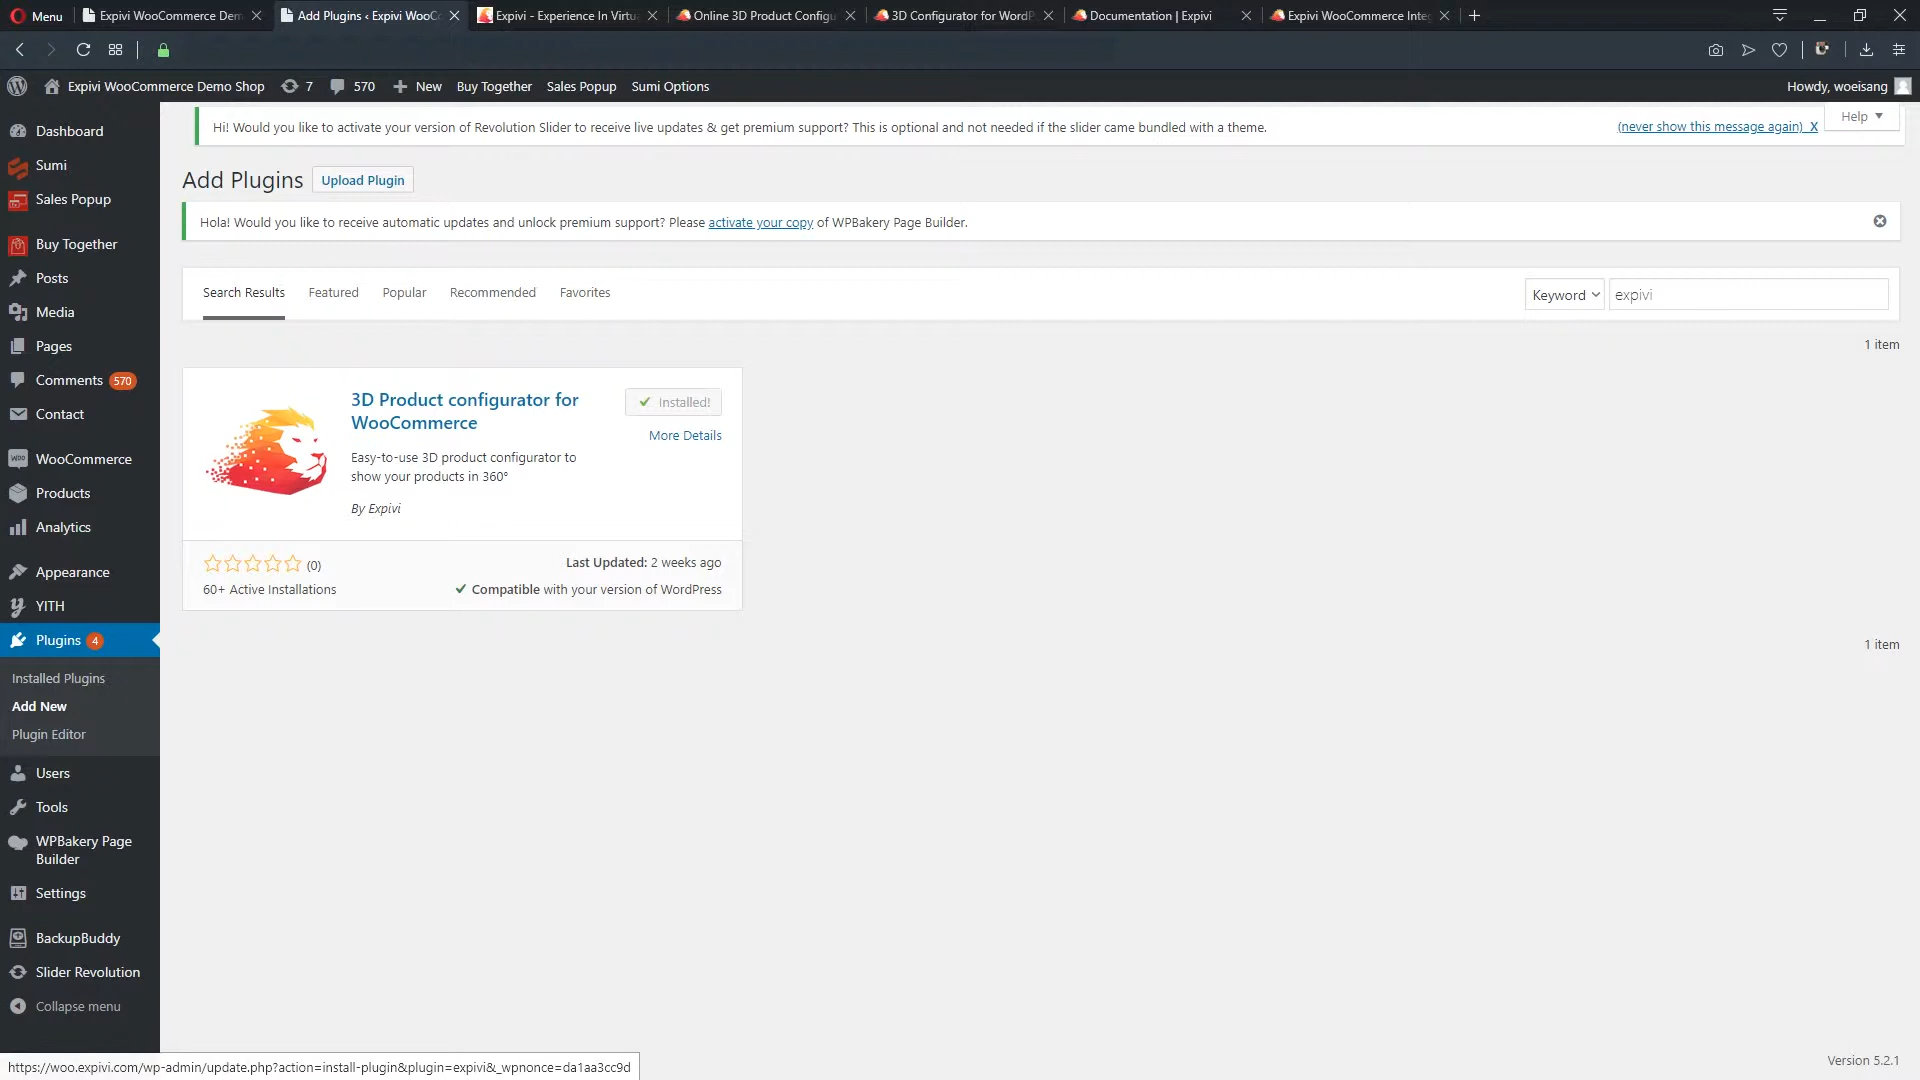 Menu
Expivi WooCommerce Dem
Add Plugins ‹ Expivi WooC
Expivi - Experience In Virtu
Online 3D Product Configu
3D Configurator for WordP
Documentation | Expivi
Expivi WooCommerce Inte
Expivi WooCommerce Demo Shop
7
570
New
Buy Together
Sales Popup
Sumi Options
Howdy, woeisang
Dashboard
Sumi
Sales Popup
Buy Together
Posts
Media
Pages
Comments 570
Contact
WooCommerce
Products
Analytics
Appearance
YITH
Plugins 4
Installed Plugins
Add New
Plugin Editor
Users
Tools
WPBakery Page
Builder
Settings
BackupBuddy
Slider Revolution
Collapse menu
Hi! Would you like to activate your version of Revolution Slider to receive live updates & get premium support? This is optional and not needed if the slider came bundled with a theme.
(never show this message again) X
Help
Add Plugins
Upload Plugin
Hola! Would you like to receive automatic updates and unlock premium support? Please activate your copy of WPBakery Page Builder.
Search Results
Featured
Popular
Recommended
Favorites
Keyword
expivi
1 item
3D Product configurator for
WooCommerce
Installed!
More Details
Easy-to-use 3D product configurator to
show your products in 360°
By Expivi
(0)
Last Updated: 2 weeks ago
60+ Active Installations
Compatible with your version of WordPress
1 item
Version 5.2.1
https://woo.expivi.com/wp-admin/update.php?action=install-plugin&plugin=expivi&_wpnonce=da1aa3cc9d